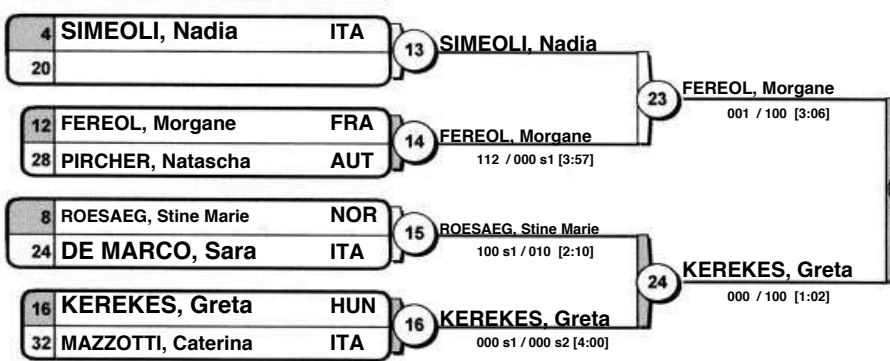 4 SIMEOLI, Nadia ITA
20
13 SIMEOLI, Nadia
12 FEREOL, Morgane FRA
28 PIRCHER, Natascha AUT
14 FEREOL, Morgane
112 / 000 s1 [3:57]
23 FEREOL, Morgane
001 / 100 [3:06]
8 ROESAEG, Stine Marie NOR
24 DE MARCO, Sara ITA
15 ROESAEG, Stine Marie
100 s1 / 010 [2:10]
16 KEREKES, Greta HUN
32 MAZZOTTI, Caterina ITA
16 KEREKES, Greta
000 s1 / 000 s2 [4:00]
24 KEREKES, Greta
000 / 100 [1:02]